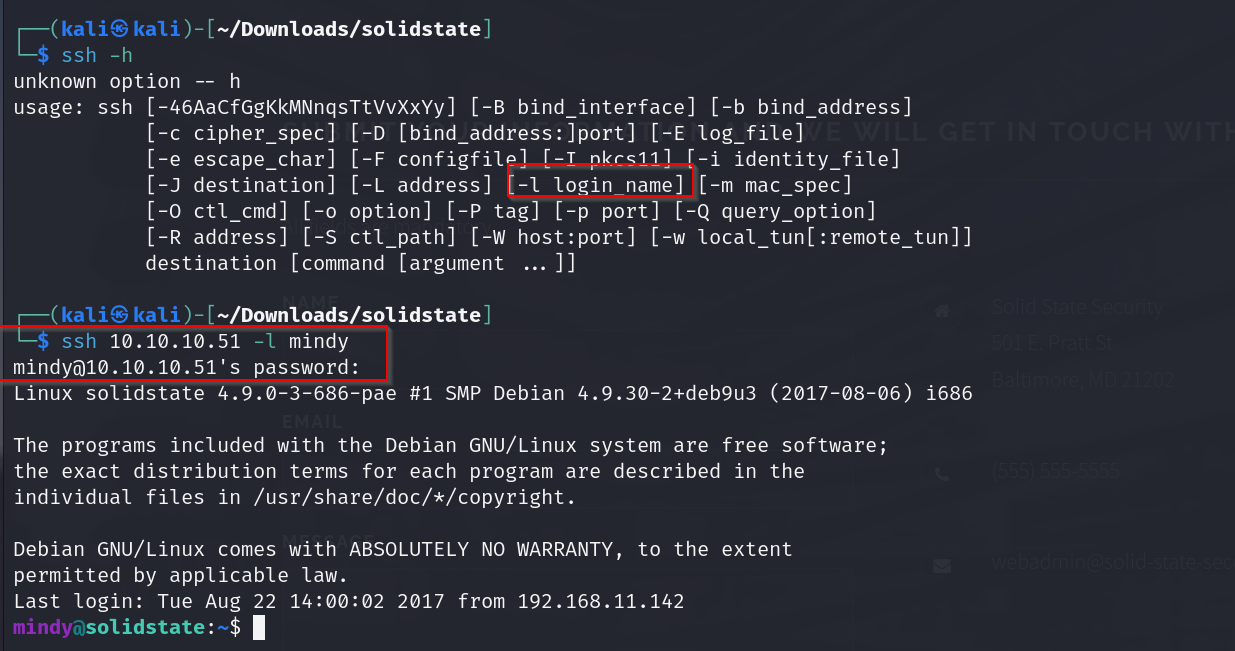 ┌──(kali㉿kali)-[~/Downloads/solidstate]
└─$ ssh -h
unknown option -- h
usage: ssh [-46AaCfGgKkMNnqsTtVvXxYy] [-B bind_interface] [-b bind_address]
[-c cipher_spec] [-D [bind_address:]port] [-E log_file]
[-e escape_char] [-F configfile] [-I pkcs11] [-i identity_file]
[-J destination] [-L address] [-l login_name] [-m mac_spec]
[-O ctl_cmd] [-o option] [-P tag] [-p port] [-Q query_option]
[-R address] [-S ctl_path] [-W host:port] [-w local_tun[:remote_tun]]
destination [command [argument ...]]
┌──(kali㉿kali)-[~/Downloads/solidstate]
└─$ ssh 10.10.10.51 -l mindy
mindy@10.10.10.51's password:
Linux solidstate 4.9.0-3-686-pae #1 SMP Debian 4.9.30-2+deb9u3 (2017-08-06) i686
The programs included with the Debian GNU/Linux system are free software;
the exact distribution terms for each program are described in the
individual files in /usr/share/doc/*/copyright.
Debian GNU/Linux comes with ABSOLUTELY NO WARRANTY, to the extent
permitted by applicable law.
Last login: Tue Aug 22 14:00:02 2017 from 192.168.11.142
mindy@solidstate:~$
WE WILL GET IN TOUCH WITH
NAME
EMAIL
MESSAGE
Solid State Security
501 E. Pratt St
Baltimore, MD 21202
(555) 555-5555
webadmin@solid-state-sec